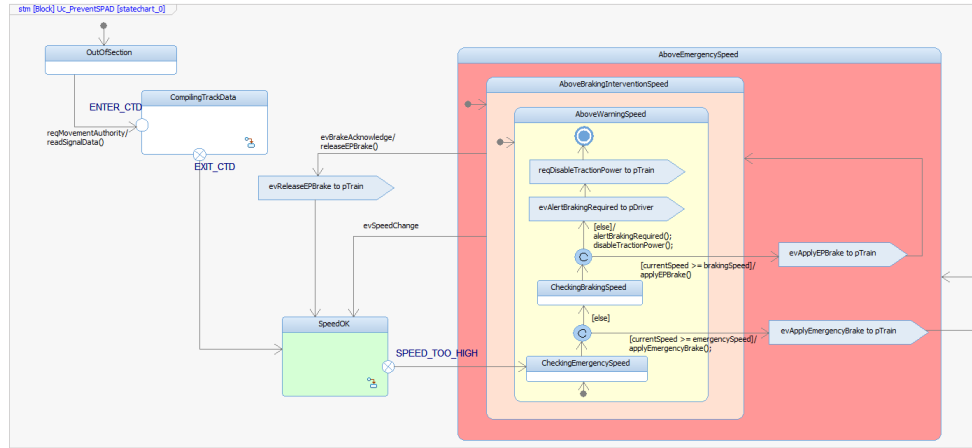 stm [Block] Uc_PreventSPAD [statechart_0]
OutOfSection
AboveEmergencySpeed
AboveBrakingInterventionSpeed
CompilingTrackData
ENTER_CTD
AboveWarningSpeed
reqMovementAuthority/
readSignalData()
evBrakeAcknowledge/
releaseEPBrake()
EXIT_CTD
reqDisableTractionPower to pTrain
evReleaseEPBrake to pTrain
evAlertBrakingRequired to pDriver
evSpeedChange
[else]/
alertBrakingRequired();
disableTractionPower();
evApplyEPBrake to pTrain
[currentSpeed >= brakingSpeed]/
applyEPBrake()
CheckingBrakingSpeed
[else]
SpeedOK
evApplyEmergencyBrake to pTrain
[currentSpeed >= emergencySpeed]/
applyEmergencyBrake();
SPEED_TOO_HIGH
CheckingEmergencySpeed